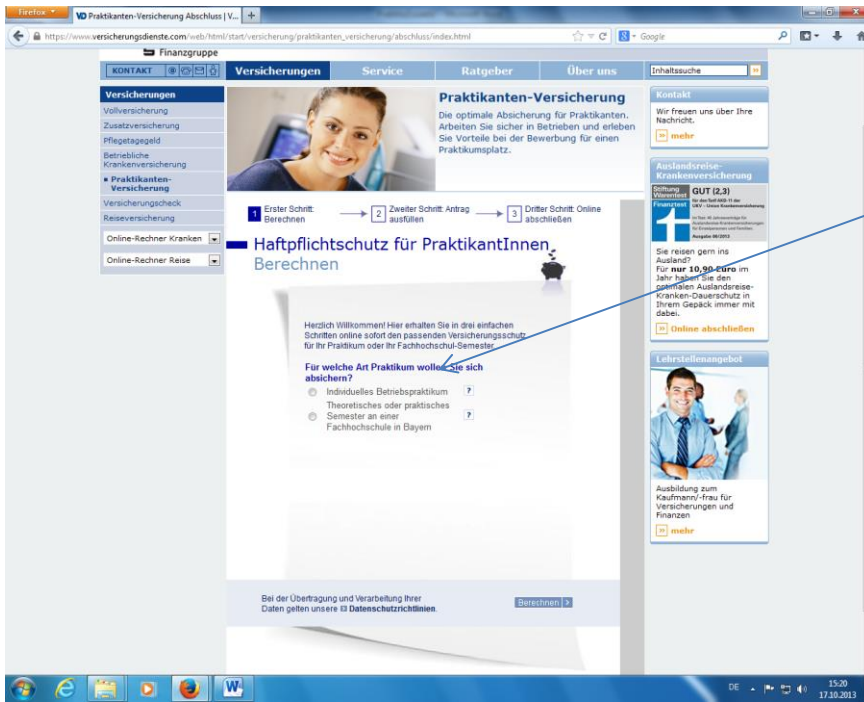 Firefox
VD Praktikanten-Versicherung Abschluss | V...
https://www.versicherungsdienste.com/web/html/start/versicherung/praktikanten_versicherung/abschluss/index.html
Google
Finanzgruppe
KONTAKT
Versicherungen Service Ratgeber Über uns
Inhaltssuche
Versicherungen
Vollversicherung
Zusatzversicherung
Pflegetagegeld
Betriebliche
Krankenversicherung
Praktikanten-
Versicherung
Versicherungscheck
Reiseversicherung
Online-Rechner Kranken
Online-Rechner Reise
Praktikanten-Versicherung
Die optimale Absicherung für Praktikanten.
Arbeiten Sie sicher in Betrieben und erleben
Sie Vorteile bei der Bewerbung für einen
Praktikumsplatz.
1 Erster Schritt:
Berechnen
2 Zweiter Schritt: Antrag
ausfüllen
3 Dritter Schritt: Online
abschließen
Haftpflichtschutz für PraktikantInnen
Berechnen
Herzlich Willkommen! Hier erhalten Sie in drei einfachen
Schritten online sofort den passenden Versicherungsschutz
für Ihr Praktikum oder Ihr Fachhochschul-Semester
Für welche Art Praktikum wollen Sie sich
absichern?
Individuelles Betriebspraktikum ?
Theoretisches oder praktisches
Semester an einer ?
Fachhochschule in Bayern
Bei der Übertragung und Verarbeitung Ihrer
Daten gelten unsere Datenschutzrichtlinien.
Berechnen
Kontakt
Wir freuen uns über Ihre
Nachricht.
mehr
Auslandsreise-
Krankenversicherung
Stiftung
Warentest
Finanztest
GUT (2,3)
Ausgabe 06/2012
Sie reisen gern ins
Ausland?
Für nur 10,90 Euro im
Jahr haben Sie den
optimalen Auslandsreise-
Kranken-Dauerschutz in
Ihrem Gepäck immer mit
dabei.
Online abschließen
Lehrstellenangebot
Ausbildung zum
Kaufmann/-frau für
Versicherungen und
Finanzen
mehr
DE
15:20
17.10.2013